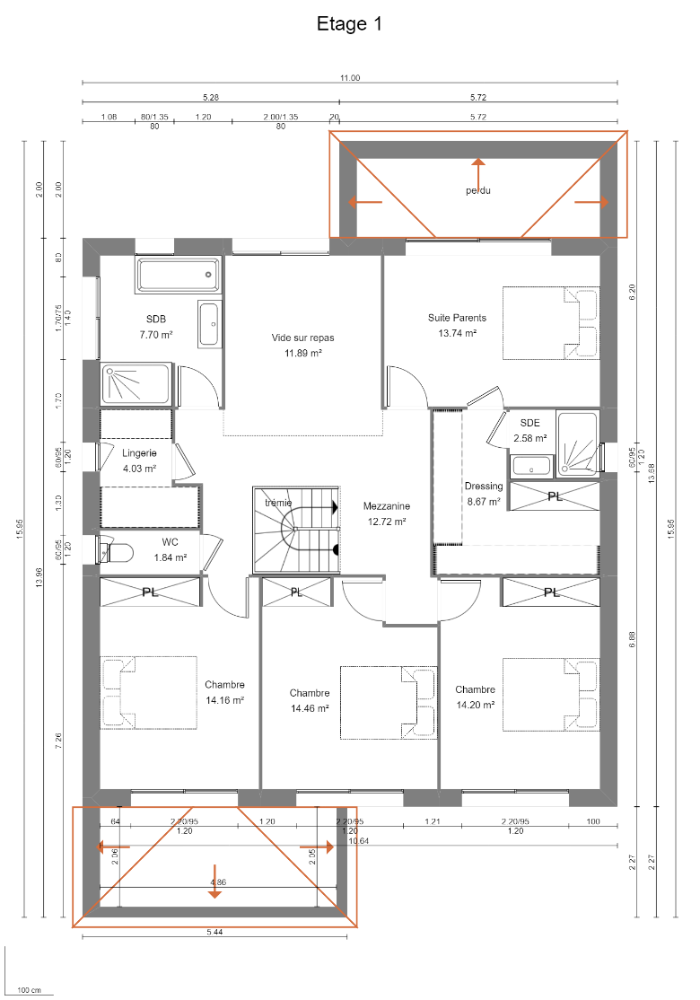 Etage 1
11.00
5.28
5.72
1.08
80/1.35
80
1.20
2.00/1.35
80
20
5.72
2.00
2.00
perdu
80
6.20
SDB
7.70 m²
Vide sur repas
11.89 m²
Suite Parents
13.74 m²
1.70/75
1.40
1.70
SDE
2.58 m²
Lingerie
4.03 m²
60/95
1.20
60/95
1.20
13.68
Dressing
8.67 m²
PL
trémie
Mezzanine
12.72 m²
1.30
15.95
15.95
WC
1.84 m²
60/95
1.20
13.96
PL
PL
PL
6.88
Chambre
14.16 m²
Chambre
14.46 m²
Chambre
14.20 m²
7.26
64
2.20/95
1.20
1.20
2.20/95
1.20
1.21
2.20/95
1.20
100
10.64
2.06
2.05
2.27
2.27
4.86
5.44
100 cm